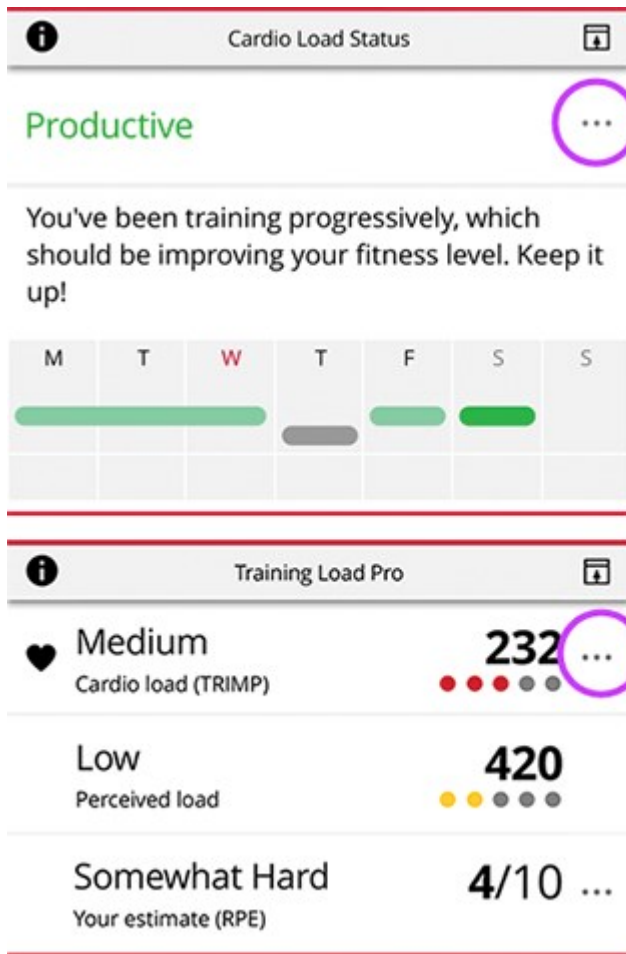 Cardio Load Status
Productive
...
You've been training progressively, which
should be improving your fitness level. Keep it
up!
M T W T F S S
Training Load Pro
Medium 232 ...
Cardio load (TRIMP)
Low 420
Perceived load
Somewhat Hard 4/10 ...
Your estimate (RPE)